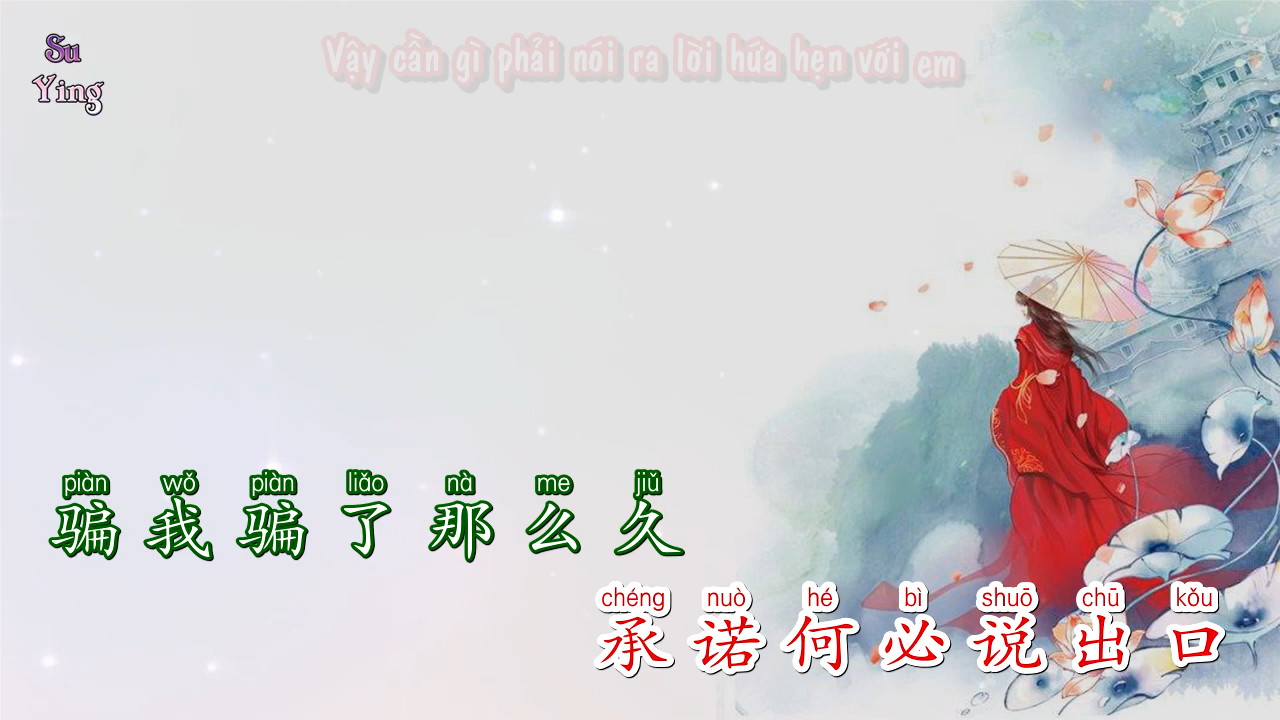 Su
Ying
Vậy cần gì phải nói ra lời hứa hẹn với em
piàn wǒ piàn liǎo nà me jiǔ
骗我骗了那么久
chéng nuò hé bì shuō chū kǒu
承诺何必说出口